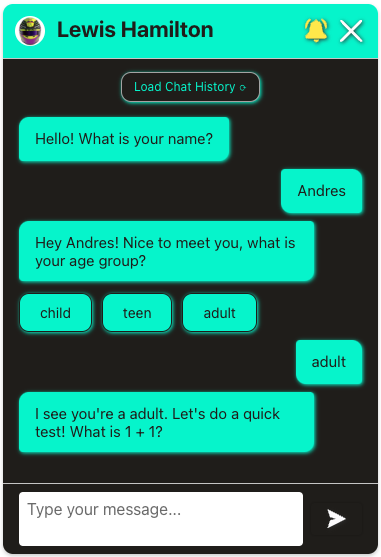 Lewis Hamilton
Load Chat History ⟳
Hello! What is your name?
Andres
Hey Andres! Nice to meet you, what is
your age group?
child teen adult
adult
I see you're a adult. Let's do a quick
test! What is 1 + 1?
Type your message...